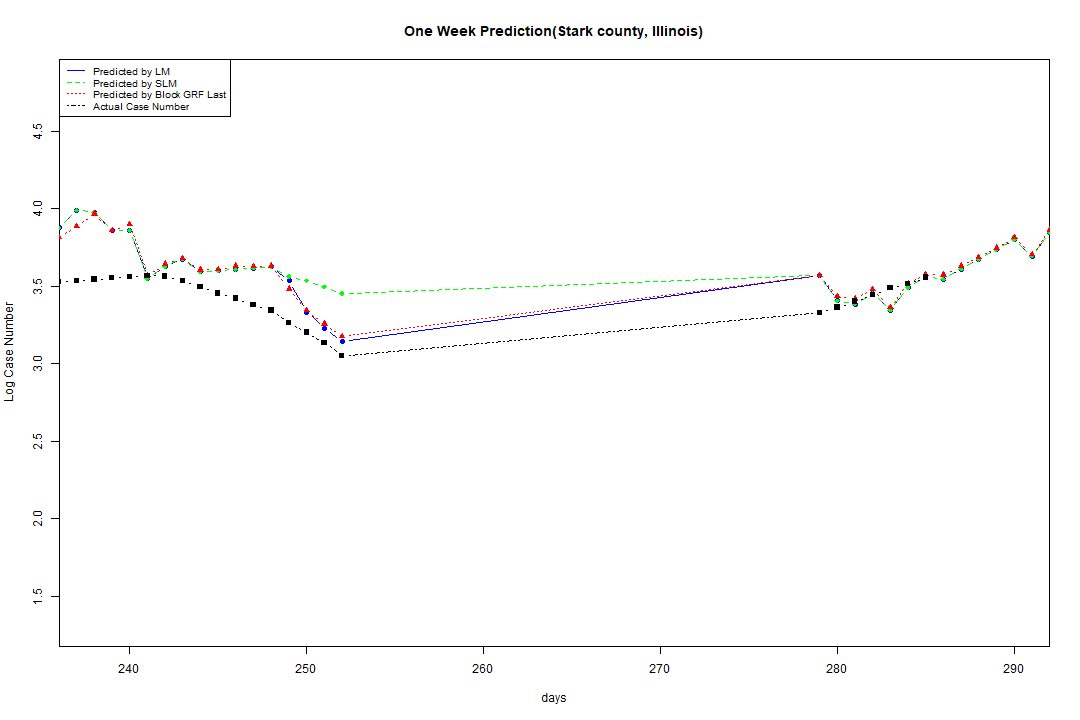 One Week Prediction(Stark county, Illinois)
Predicted by LM
Predicted by SLM
Predicted by Block GRF Last
Actual Case Number
Log Case Number
4.5
4.0
3.5
3.0
2.5
2.0
1.5
240 250 260 270 280 290
days